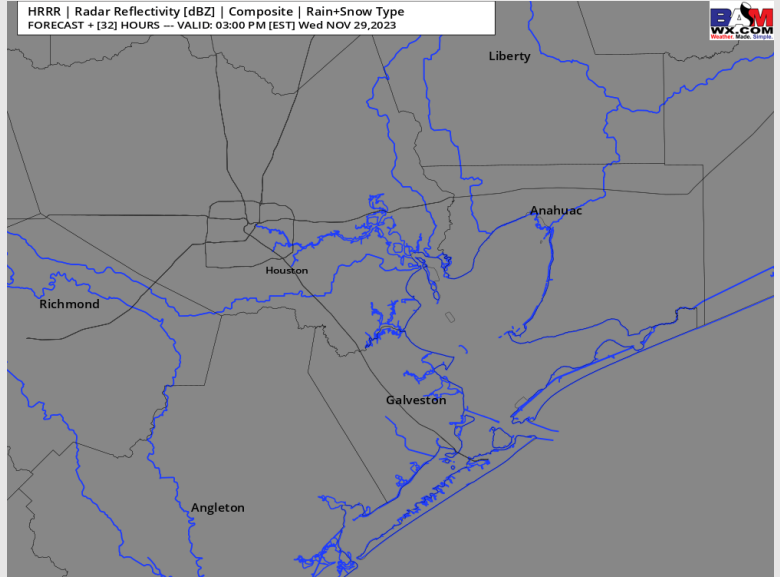 HRRR | Radar Reflectivity [dBZ] | Composite | Rain+Snow Type
FORECAST + [32] HOURS --- VALID: 03:00 PM [EST] Wed NOV 29,2023
BAM
WX.COM
Weather. Made. Simple.
Liberty
Anahuac
Houston
Richmond
Galveston
Angleton